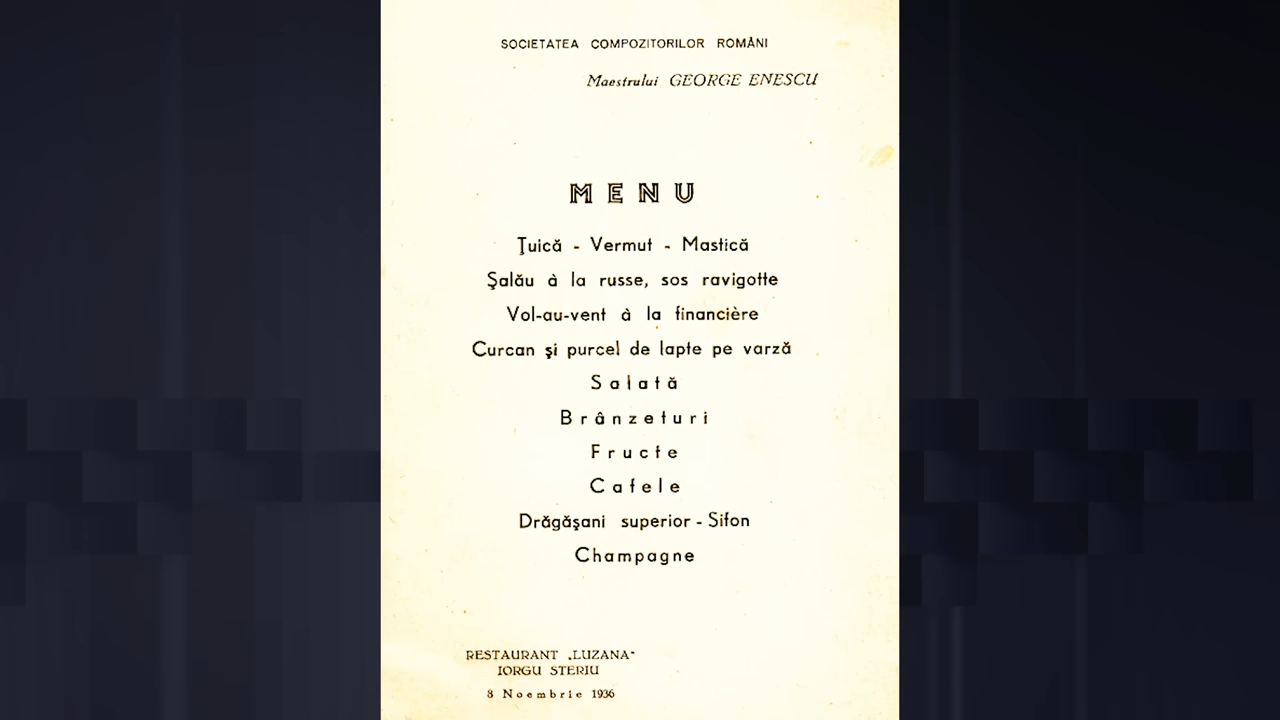 SOCIETATEA COMPOZITORILOR ROMÂNI
Maestrului GEORGE ENESCU
MENU
Ţuică - Vermut - Mastică
Şalău à la russe, sos ravigotte
Vol-au-vent à la financière
Curcan şi purcel de lapte pe varză
Salată
Brânzeturi
Fructe
Cafele
Drăgăşani superior - Sifon
Champagne
RESTAURANT „LUZANA"
IORGU STERIU
8 Noembrie 1936